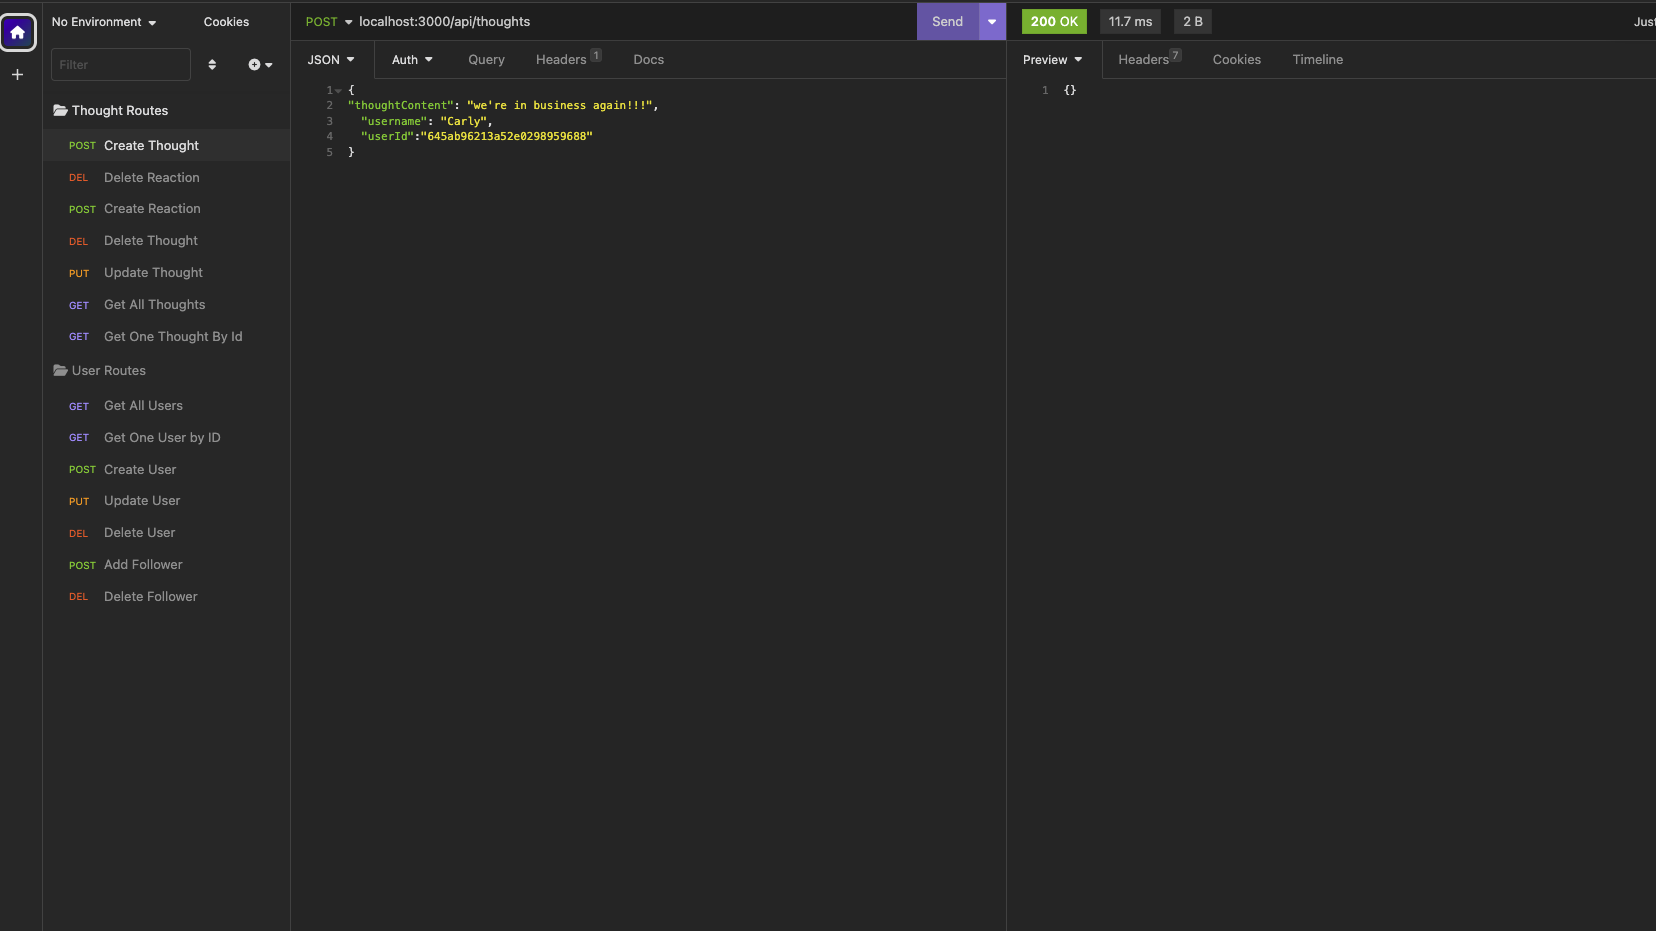 No Environment
Cookies
Filter
Thought Routes
POST Create Thought
DEL Delete Reaction
POST Create Reaction
DEL Delete Thought
PUT Update Thought
GET Get All Thoughts
GET Get One Thought By Id
User Routes
GET Get All Users
GET Get One User by ID
POST Create User
PUT Update User
DEL Delete User
POST Add Follower
DEL Delete Follower
POST localhost:3000/api/thoughts
Send
JSON Auth Query Headers 1 Docs
1 {
2 "thoughtContent": "we're in business again!!!",
3 "username": "Carly",
4 "userId":"645ab96213a52e0298959688"
5 }
200 OK 11.7 ms 2 B Just
Preview Headers 7 Cookies Timeline
1 {}